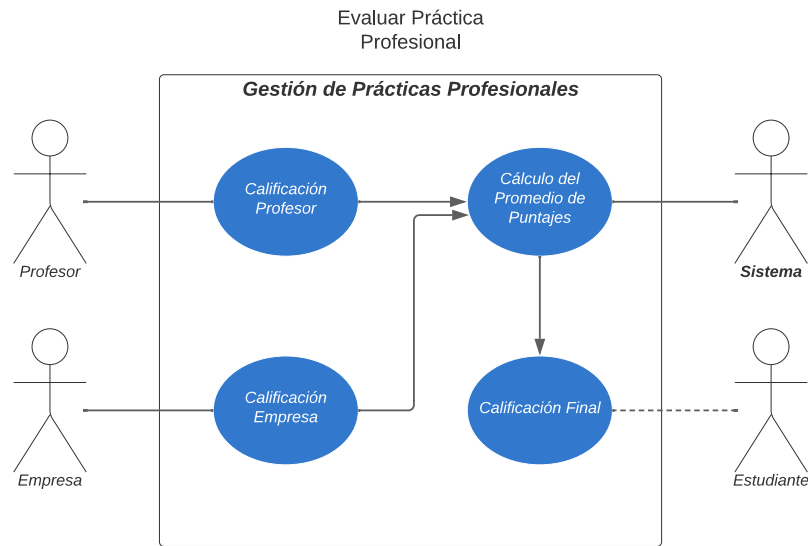 Evaluar Práctica
Profesional
Gestión de Prácticas Profesionales
Calificación
Profesor
Cálculo del
Promedio de
Puntajes
Profesor
Sistema
Calificación
Empresa
Calificación Final
Empresa
Estudiante